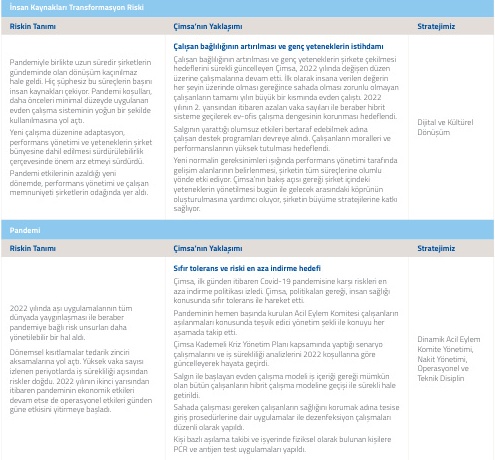 İnsan Kaynakları Transformasyon Riski
Riskin Tanımı
Çimsa'nın Yaklaşımı
Stratejimiz
Pandemiyle birlikte uzun süredir şirketlerin
gündeminde olan dönüşüm kaçınılmaz
hale geldi. Hiç şüphesiz bu süreçlerin başını
insan kaynakları çekiyor. Pandemi koşulları,
daha önceleri minimal düzeyde uygulanan
evden çalışma sisteminin yoğun bir şekilde
kullanılmasına yol açtı.
Yeni çalışma düzenine adaptasyon,
performans yönetimi ve yeteneklerin şirket
bünyesine dahil edilmesi sürdürülebilirlik
çerçevesinde önem arz etmeyi sürdürdü.
Pandemi etkilerinin azaldığı yeni
dönemde, performans yönetimi ve çalışan
memnuniyeti şirketlerin odağında yer aldı.
Çalışan bağlılığının artırılması ve genç yeteneklerin istihdamı
Çalışan bağlılığının artırılması ve genç yeteneklerin şirkete çekilmesi
hedeflerini sürekli güncelleyen Çimsa, 2022 yılında değişen düzen
üzerine çalışmalarına devam etti. İlk olarak insana verilen değerin
her şeyin üzerinde olması gereğince sahada olması zorunlu olmayan
çalışanların tamamı yılın büyük bir kısmında evden çalıştı. 2022
yılının 2. yarısından itibaren azalan vaka sayıları ile beraber hibrit
sisteme geçilerek ev-ofis çalışma dengesinin korunması hedeflendi.
Salgının yarattığı olumsuz etkileri bertaraf edebilmek adına
çalışan destek programları devreye alındı. Çalışanların moralleri ve
performanslarının yüksek tutulması hedeflendi.
Yeni normalin gereksinimleri ışığında performans yönetimi tarafında
gelişim alanlarının belirlenmesi, şirketin tüm süreçlerine olumlu
yönde etki ediyor. Çimsa'nın bakış açısı gereği şirket içindeki
yeteneklerin yönetilmesi bugün ile gelecek arasındaki köprünün
oluşturulmasına yardımcı oluyor, şirketin büyüme stratejilerine katkı
sağlıyor.
Dijital ve Kültürel
Dönüşüm
Pandemi
Riskin Tanımı
Çimsa'nın Yaklaşımı
Stratejimiz
2022 yılında aşı uygulamalarının tüm
dünyada yaygınlaşması ile beraber
pandemiye bağlı risk unsurları daha
yönetilebilir bir hal aldı.
Dönemsel kısıtlamalar tedarik zinciri
aksamalarına yol açtı. Yüksek vaka sayısı
izlenen periyotlarda iş sürekliliği açısından
riskler doğdu. 2022 yılının ikinci yarısından
itibaren pandeminin ekonomik etkileri
devam etse de operasyonel etkileri günden
güne etkisini yitirmeye başladı.
Sıfır tolerans ve riski en aza indirme hedefi
Çimsa, ilk günden itibaren Covid-19 pandemisine karşı riskleri en
aza indirme politikası izledi. Çimsa, politikaları gereği, insan sağlığı
konusunda sıfır tolerans ile hareket etti.
Pandeminin hemen başında kurulan Acil Eylem Komitesi çalışanların
aşılanmaları konusunda teşvik edici yönetim şekli ile konuyu her
aşamada takip etti.
Çimsa Kademeli Kriz Yönetim Planı kapsamında yaptığı senaryo
çalışmalarını ve iş sürekliliği analizlerini 2022 koşullarına göre
güncelleyerek hayata geçirdi.
Salgın ile başlayan evden çalışma modeli iş içeriği gereği mümkün
olan bütün çalışanların hibrit çalışma modeline geçişi ile sürekli hale
getirildi.
Sahada çalışması gereken çalışanların sağlığını korumak adına tesise
giriş prosedürlerine dair uygulamalar ile dezenfeksiyon çalışmaları
düzenli olarak yapıldı.
Kişi bazlı aşılama takibi ve işyerinde fiziksel olarak bulunan kişilere
PCR ve antijen test uygulamaları yapıldı.
Dinamik Acil Eylem
Komite Yönetimi,
Nakit Yönetimi,
Operasyonel ve
Teknik Disiplin